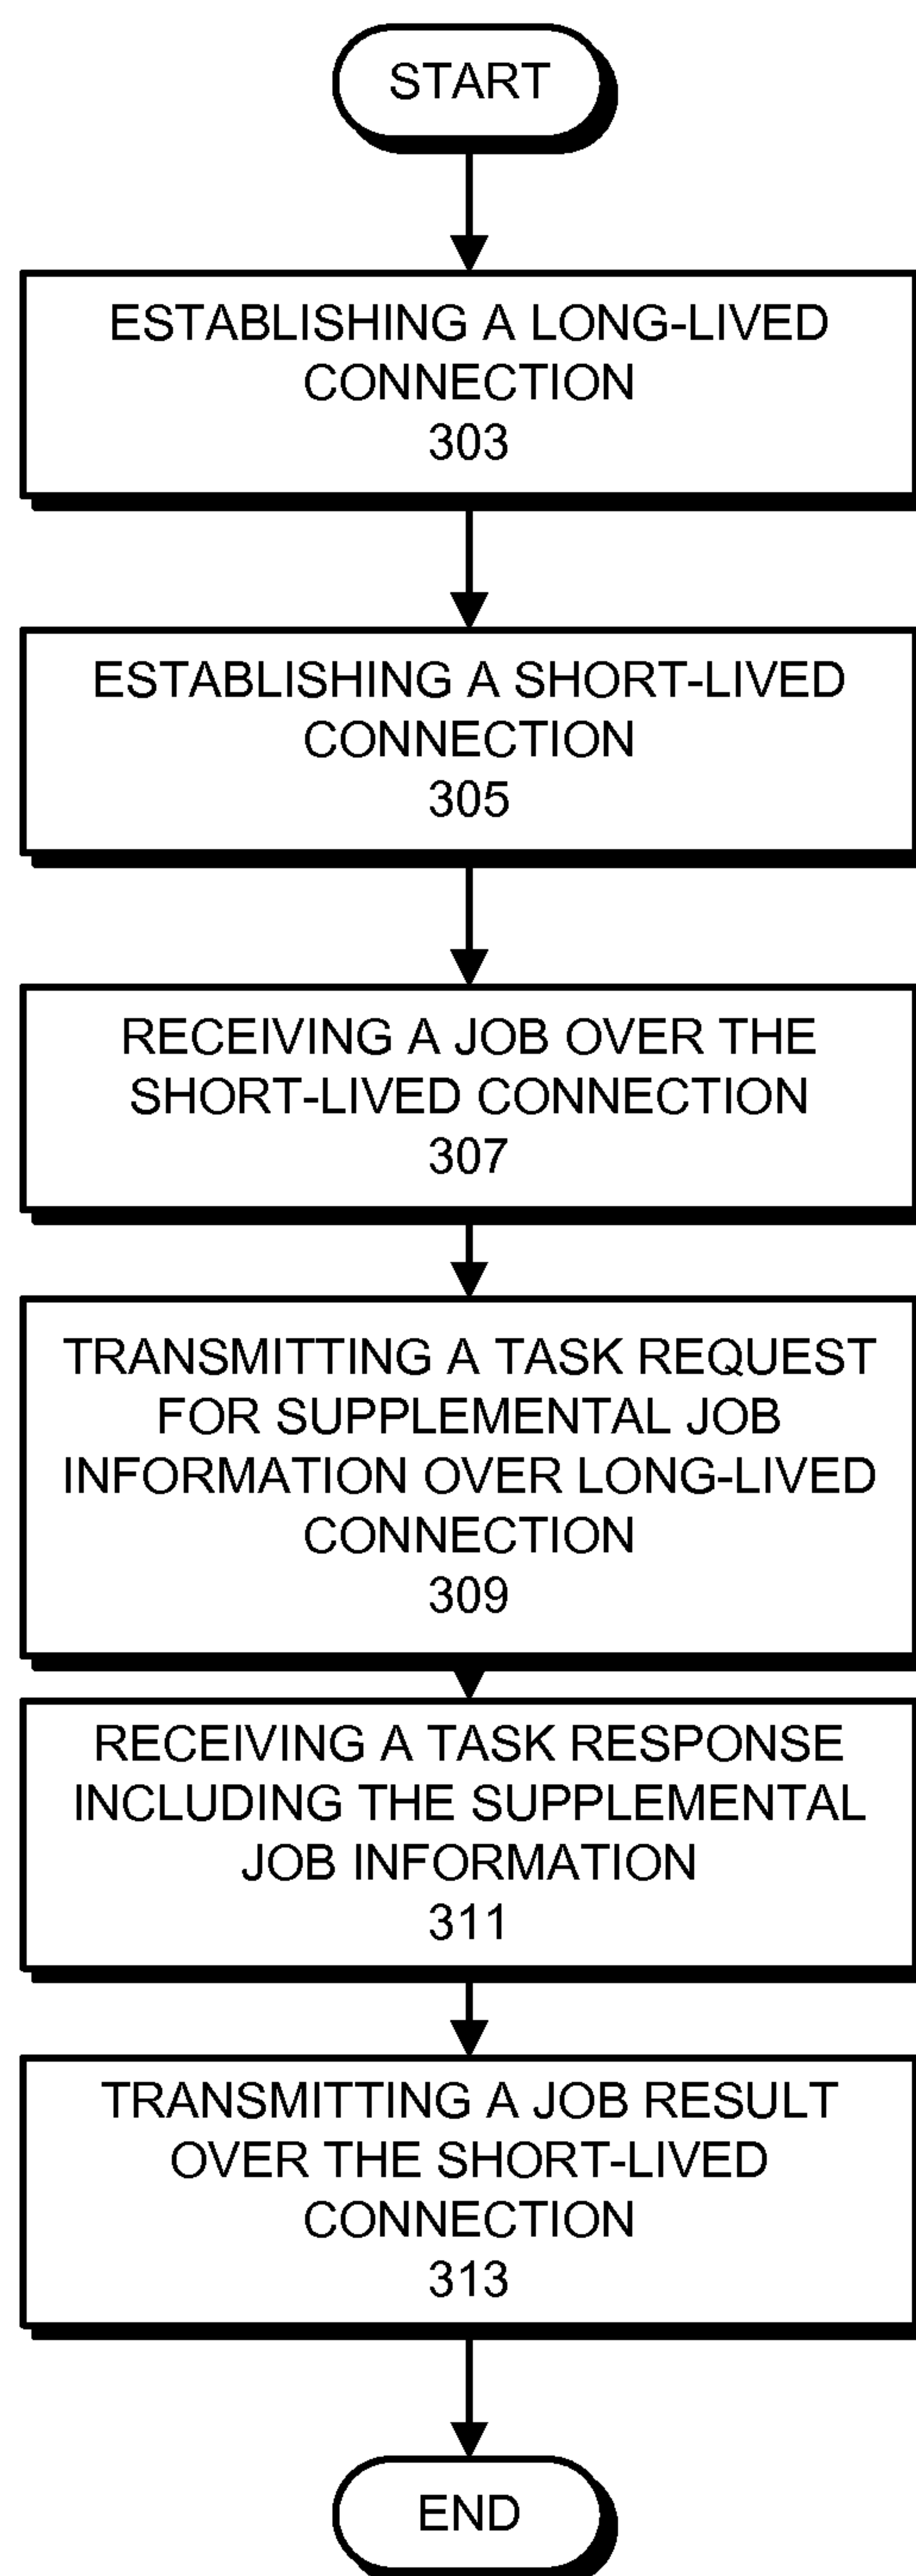 START
ESTABLISHING A LONG-LIVED
CONNECTION
303
ESTABLISHING A SHORT-LIVED
CONNECTION
305
RECEIVING A JOB OVER THE
SHORT-LIVED CONNECTION
307
TRANSMITTING A TASK REQUEST
FOR SUPPLEMENTAL JOB
INFORMATION OVER LONG-LIVED
CONNECTION
309
RECEIVING A TASK RESPONSE
INCLUDING THE SUPPLEMENTAL
JOB INFORMATION
311
TRANSMITTING A JOB RESULT
OVER THE SHORT-LIVED
CONNECTION
313
END